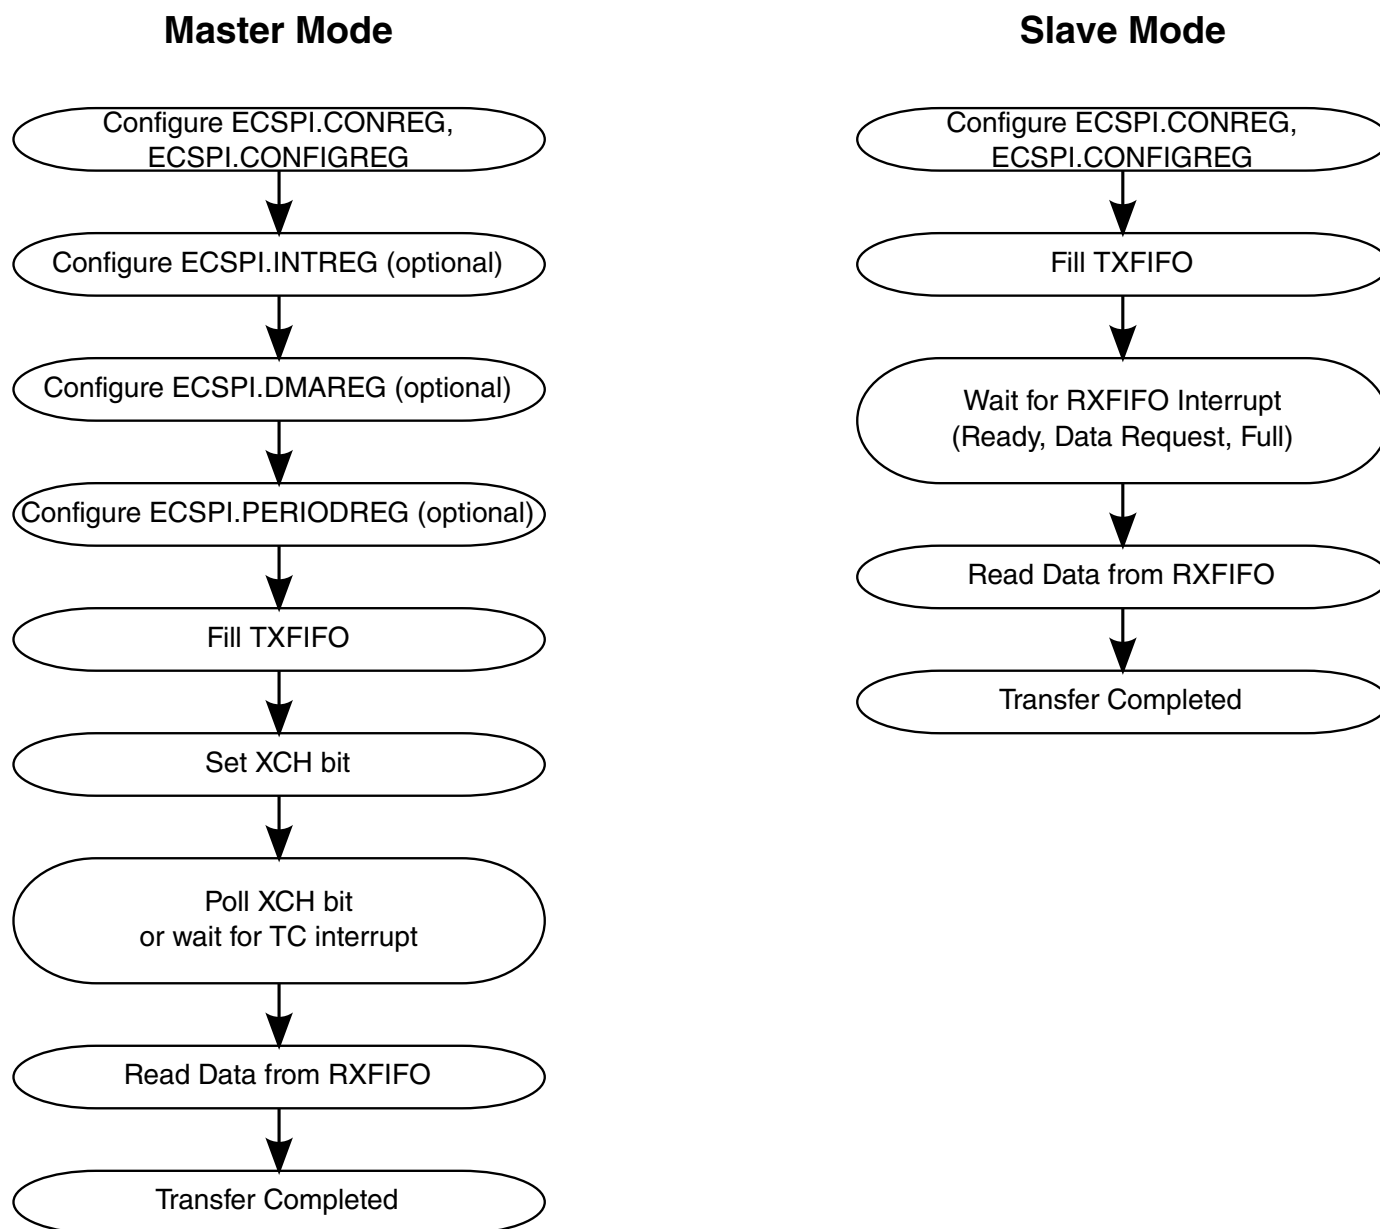 Master Mode
Configure ECSPI.CONREG,
ECSPI.CONFIGREG
Configure ECSPI.INTREG (optional)
Configure ECSPI.DMAREG (optional)
Configure ECSPI.PERIODREG (optional)
Fill TXFIFO
Set XCH bit
Poll XCH bit
or wait for TC interrupt
Read Data from RXFIFO
Transfer Completed
Slave Mode
Configure ECSPI.CONREG,
ECSPI.CONFIGREG
Fill TXFIFO
Wait for RXFIFO Interrupt
(Ready, Data Request, Full)
Read Data from RXFIFO
Transfer Completed